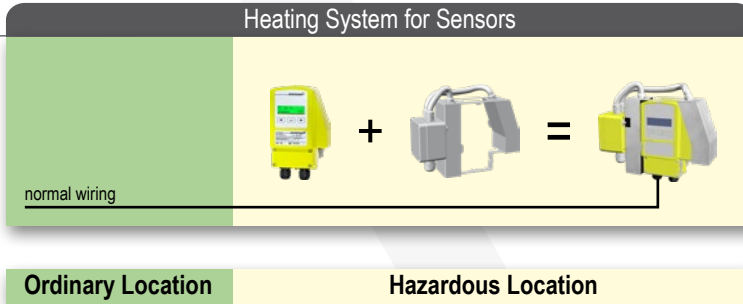 Heating System for Sensors
+ =
normal wiring
Ordinary Location Hazardous Location